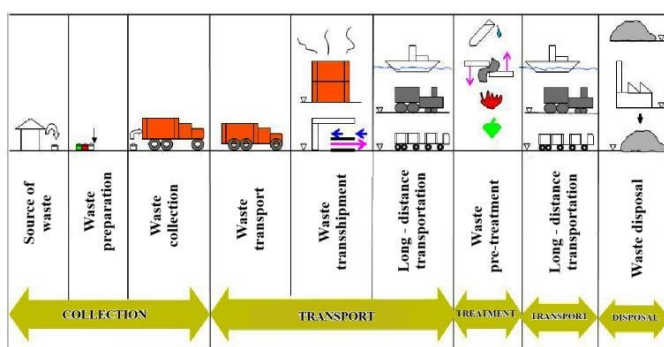 Source of
waste
Waste
preparation
Waste
collection
Waste
transport
Waste
transshipment
Long - distance
transportation
Waste
pre-treatment
Long - distance
transportation
Waste disposal
COLLECTION
TRANSPORT
TREATMENT
TRANSPORT
DISPOSAL